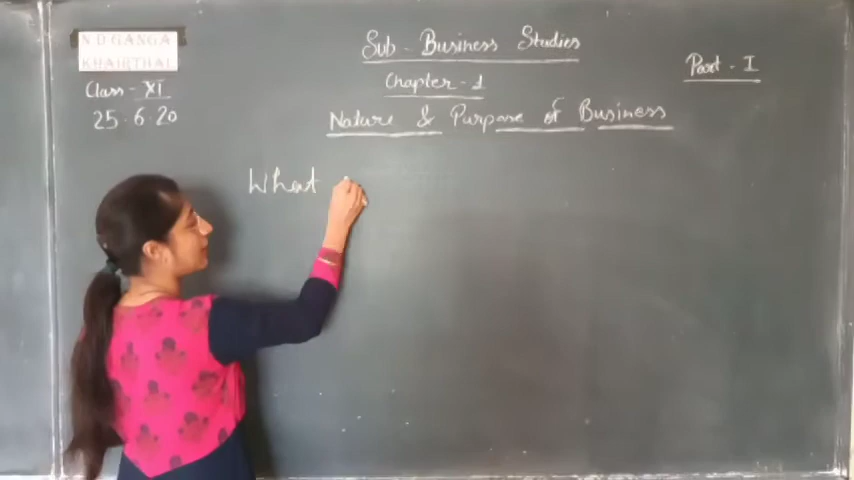 N D GANGA
KHAIRTHAL
Class - XI
25.6.20
Sub - Business Studies
Chapter - 1
Part - I
Nature & Purpose of Business
What